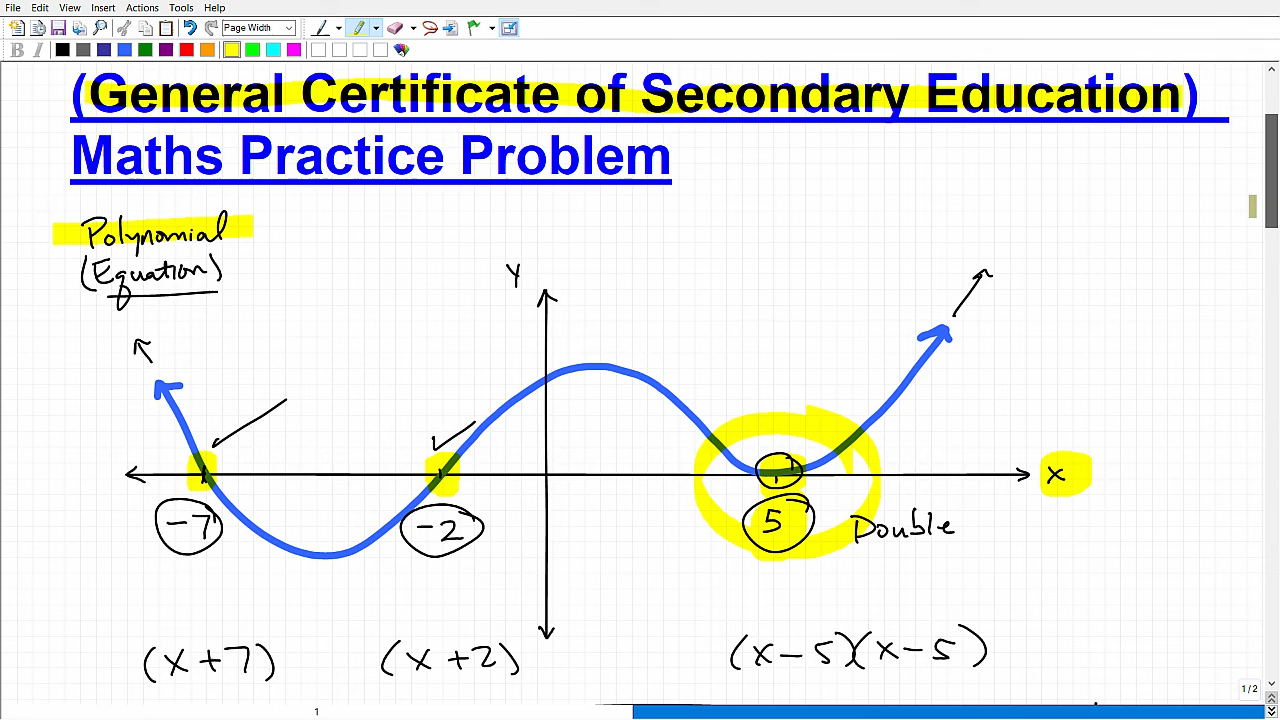 File Edit View Insert Actions Tools Help
Page Width
B I
(General Certificate of Secondary Education)
Maths Practice Problem
Polynomial
(Equation)
Y
X
-7 -2 5 Double
(x+7) (x+2) (x-5)(x-5)
1/2
1